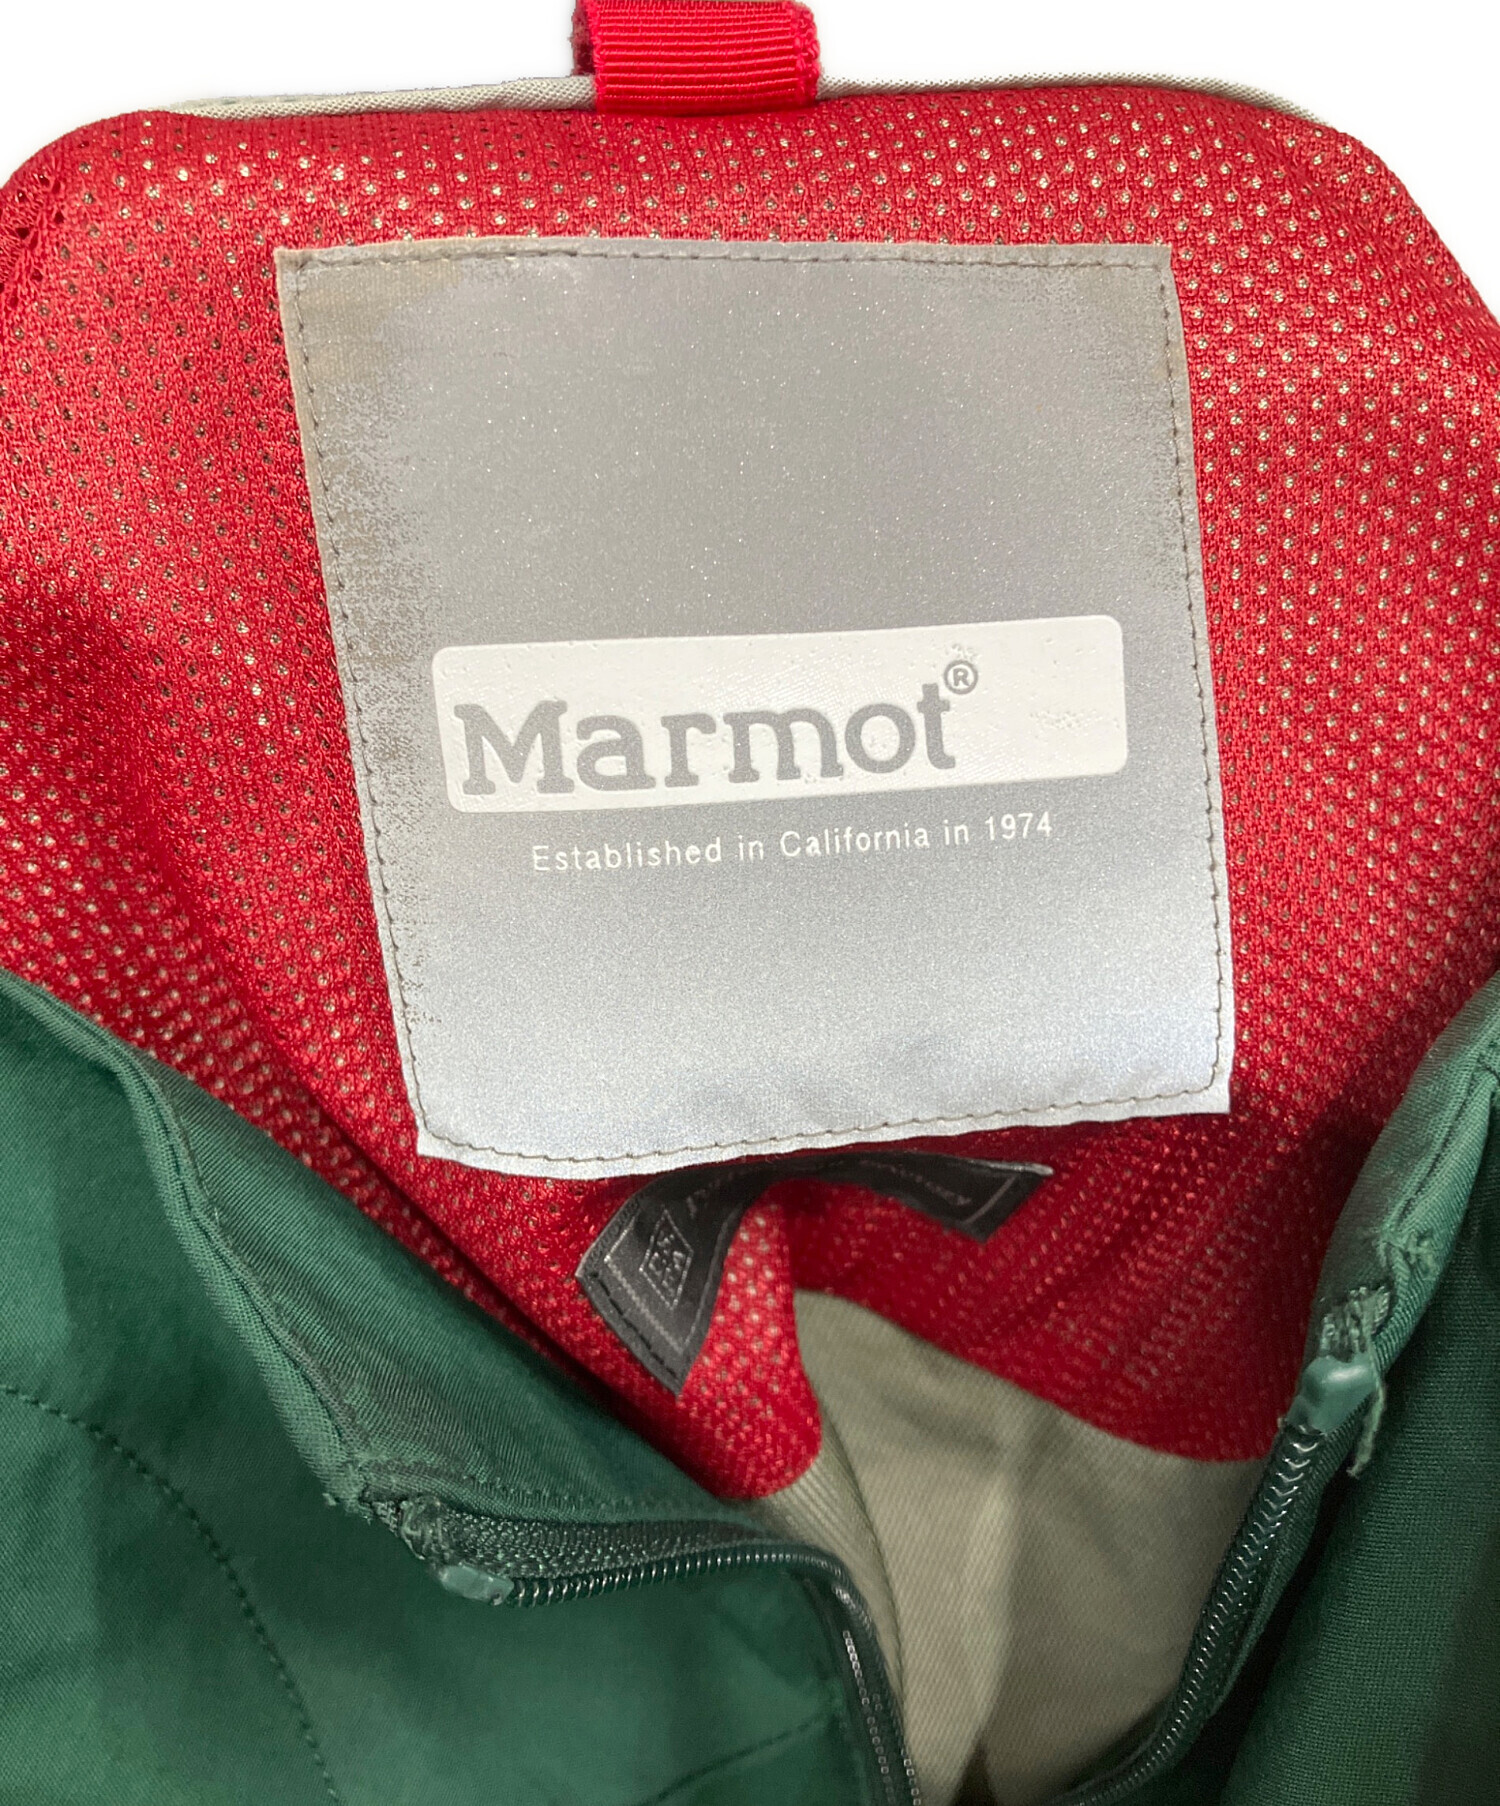 Marmot®
Established in California in 1974